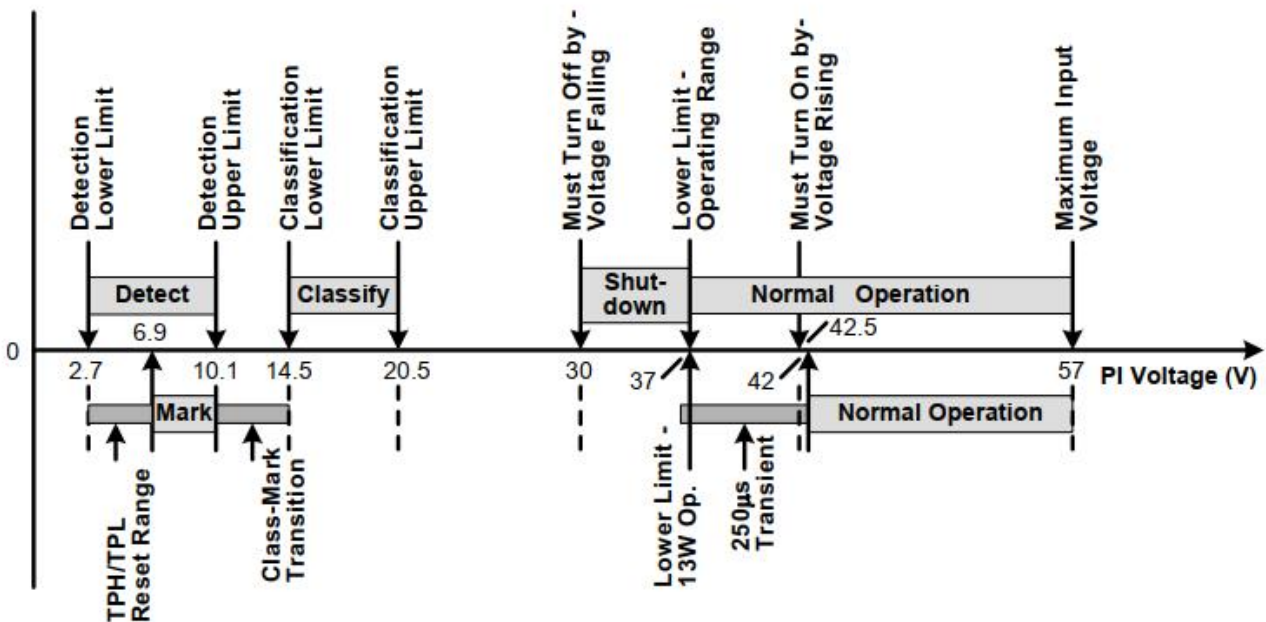 Detection
Lower Limit
Detection
Upper Limit
Classification
Lower Limit
Classification
Upper Limit
Must Turn Off by -
Voltage Falling
Lower Limit -
Operating Range
Must Turn On by-
Voltage Rising
Maximum Input
Voltage
Detect
Classify
Shut-
down
Normal Operation
6.9
42.5
0
2.7
10.1
14.5
20.5
30
37
42
57
PI Voltage (V)
Mark
Normal Operation
TPH/TPL
Reset Range
Class-Mark
Transition
Lower Limit -
13W Op.
250µs
Transient